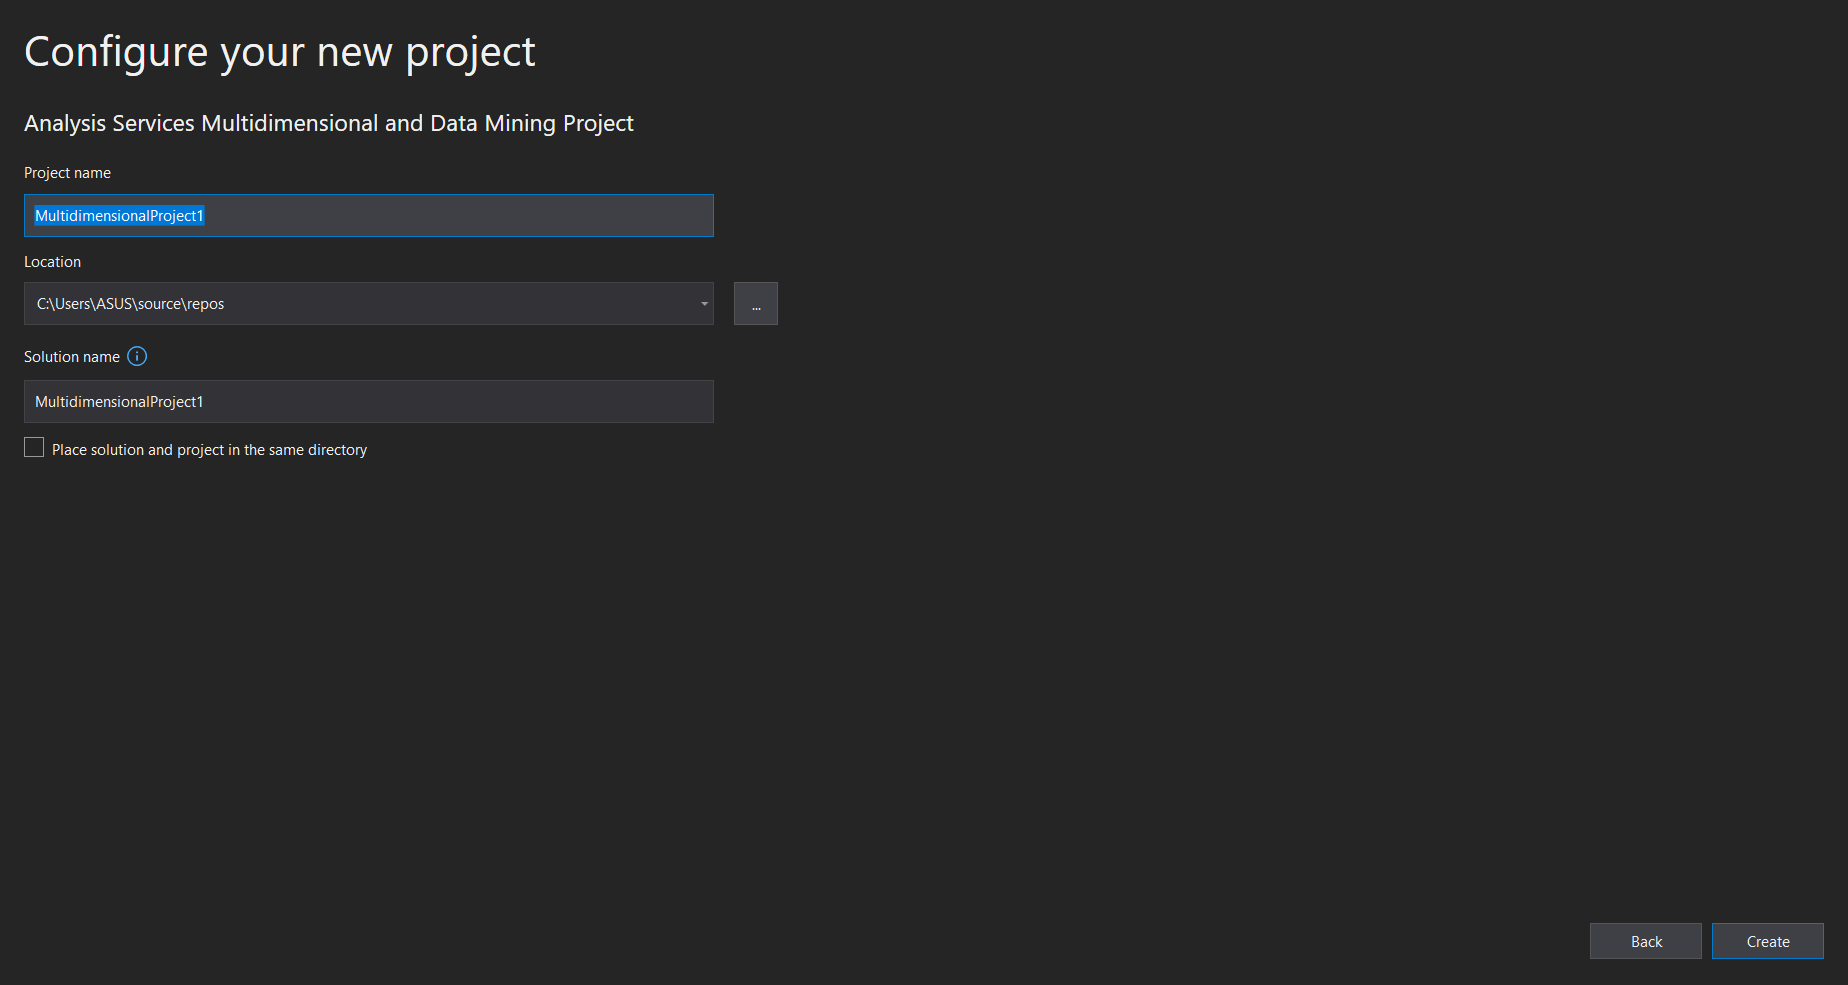 Configure your new project
Analysis Services Multidimensional and Data Mining Project
Project name
MultidimensionalProject1
Location
C:\Users\ASUS\source\repos
...
Solution name
MultidimensionalProject1
Place solution and project in the same directory
Back
Create